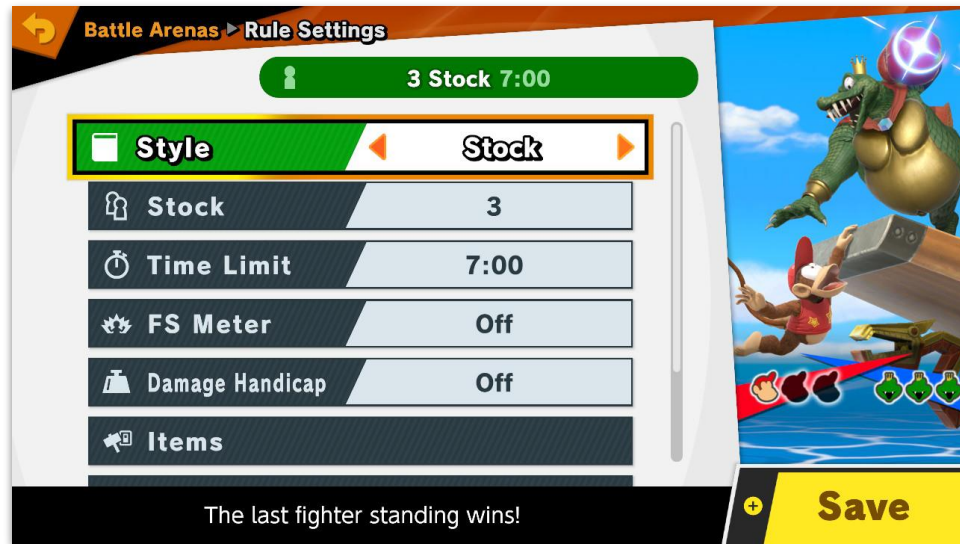 Battle Arenas ▶ Rule Settings
3 Stock 7:00
Style Stock
Stock 3
Time Limit 7:00
FS Meter Off
Damage Handicap Off
Items
The last fighter standing wins!
+ Save